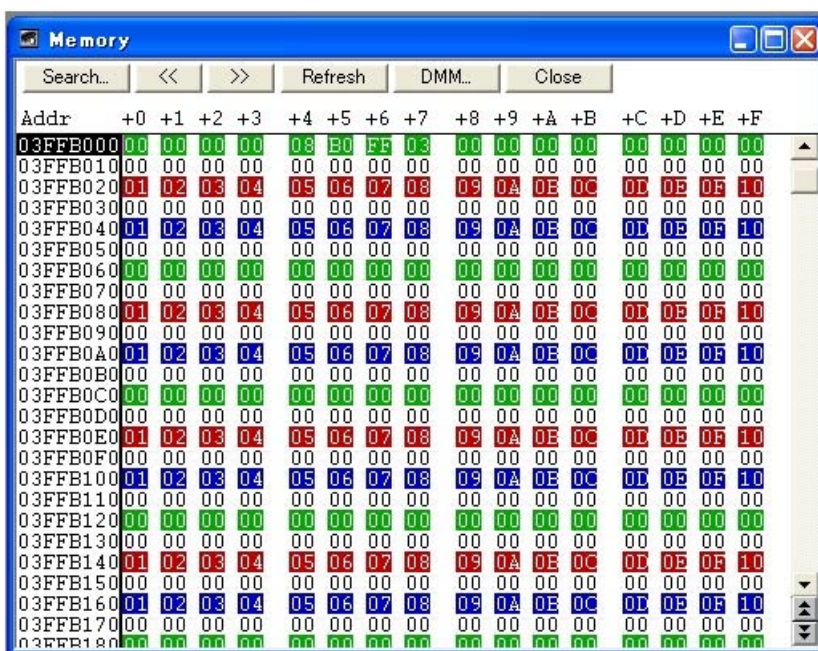 Memory
Search... << >> Refresh DMM... Close
Addr +0 +1 +2 +3 +4 +5 +6 +7 +8 +9 +A +B +C +D +E +F
03FFB000 00 00 00 00 08 B0 FF 03 00 00 00 00 00 00 00 00
03FFB010 00 00 00 00 00 00 00 00 00 00 00 00 00 00 00 00
03FFB020 01 02 03 04 05 06 07 08 09 0A 0B 0C 0D 0E 0F 10
03FFB030 00 00 00 00 00 00 00 00 00 00 00 00 00 00 00 00
03FFB040 01 02 03 04 05 06 07 08 09 0A 0B 0C 0D 0E 0F 10
03FFB050 00 00 00 00 00 00 00 00 00 00 00 00 00 00 00 00
03FFB060 00 00 00 00 00 00 00 00 00 00 00 00 00 00 00 00
03FFB070 00 00 00 00 00 00 00 00 00 00 00 00 00 00 00 00
03FFB080 01 02 03 04 05 06 07 08 09 0A 0B 0C 0D 0E 0F 10
03FFB090 00 00 00 00 00 00 00 00 00 00 00 00 00 00 00 00
03FFB0A0 01 02 03 04 05 06 07 08 09 0A 0B 0C 0D 0E 0F 10
03FFB0B0 00 00 00 00 00 00 00 00 00 00 00 00 00 00 00 00
03FFB0C0 00 00 00 00 00 00 00 00 00 00 00 00 00 00 00 00
03FFB0D0 00 00 00 00 00 00 00 00 00 00 00 00 00 00 00 00
03FFB0E0 01 02 03 04 05 06 07 08 09 0A 0B 0C 0D 0E 0F 10
03FFB0F0 00 00 00 00 00 00 00 00 00 00 00 00 00 00 00 00
03FFB100 01 02 03 04 05 06 07 08 09 0A 0B 0C 0D 0E 0F 10
03FFB110 00 00 00 00 00 00 00 00 00 00 00 00 00 00 00 00
03FFB120 00 00 00 00 00 00 00 00 00 00 00 00 00 00 00 00
03FFB130 00 00 00 00 00 00 00 00 00 00 00 00 00 00 00 00
03FFB140 01 02 03 04 05 06 07 08 09 0A 0B 0C 0D 0E 0F 10
03FFB150 00 00 00 00 00 00 00 00 00 00 00 00 00 00 00 00
03FFB160 01 02 03 04 05 06 07 08 09 0A 0B 0C 0D 0E 0F 10
03FFB170 00 00 00 00 00 00 00 00 00 00 00 00 00 00 00 00
03FFB180 00 00 00 00 00 00 00 00 00 00 00 00 00 00 00 00